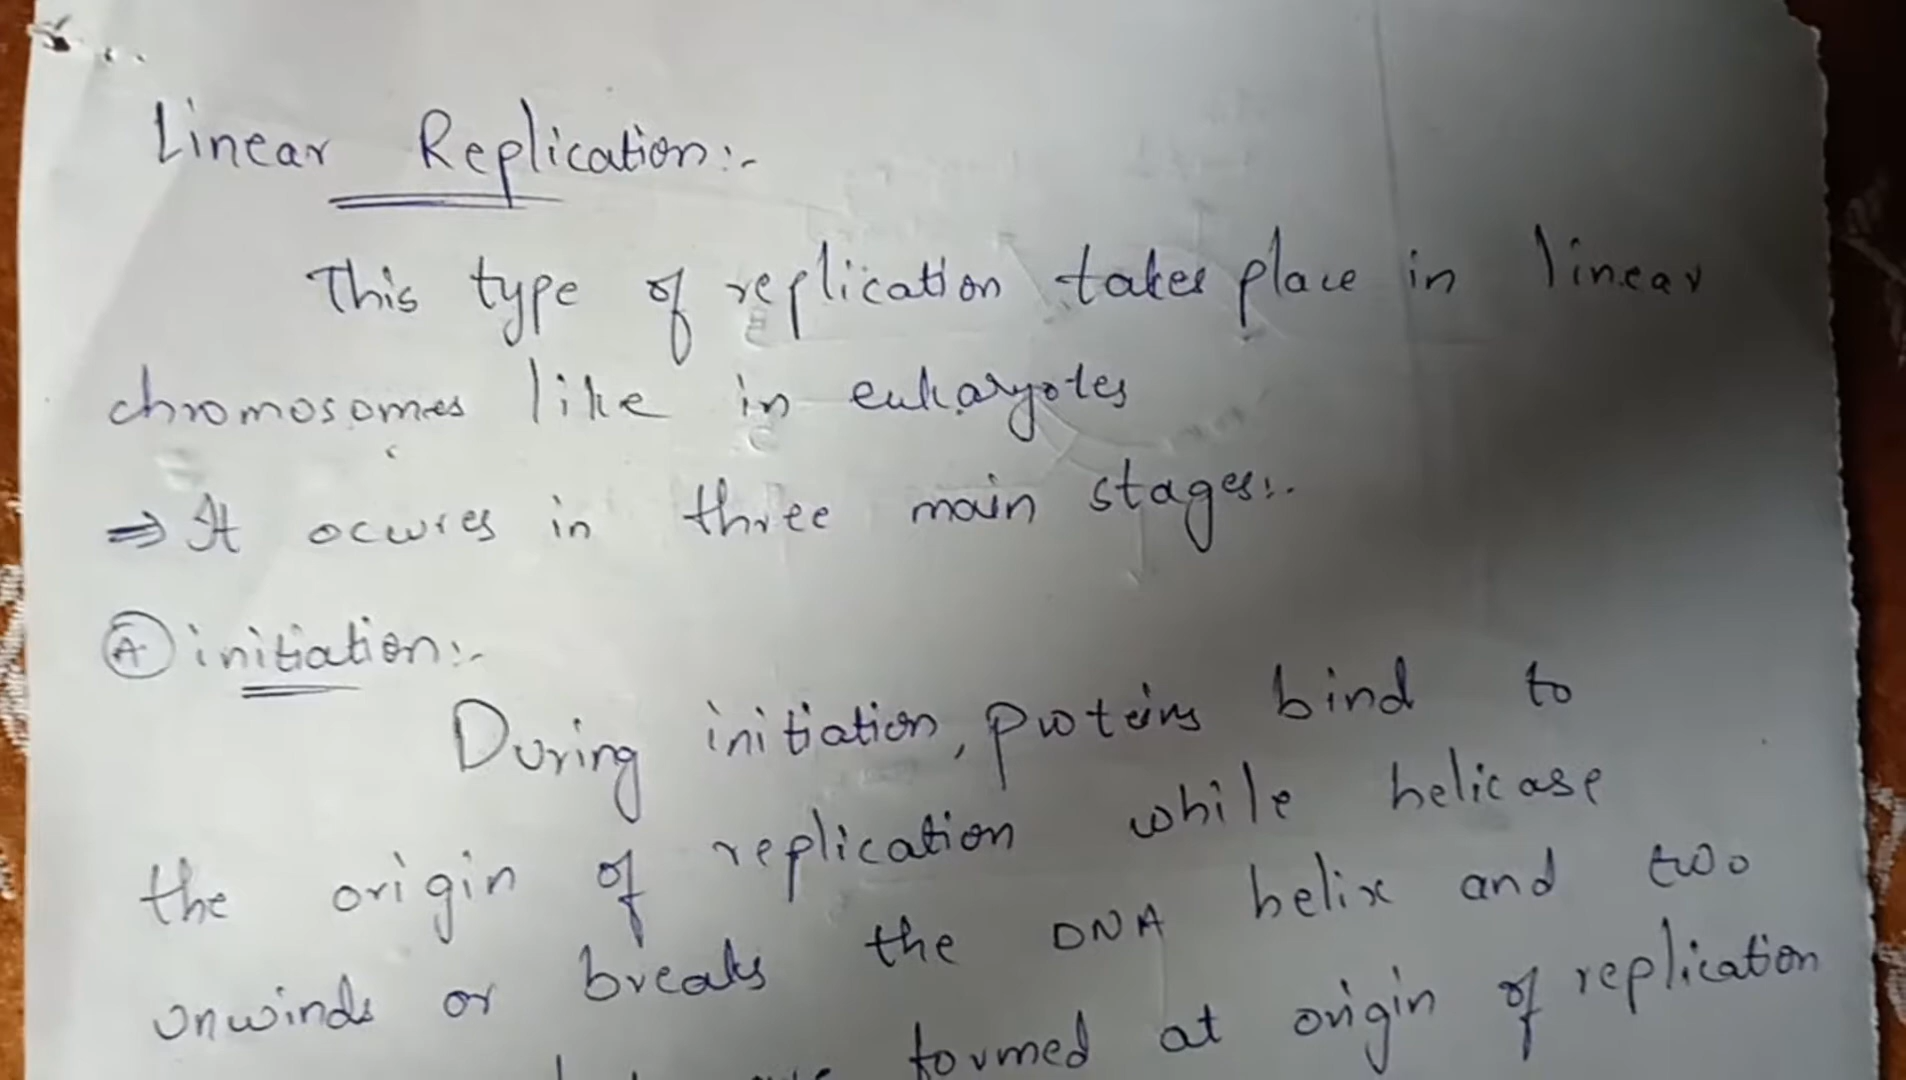 Linear Replication:-
This type of replication takes place in linear
chromosomes like in eukaryotes
⇒ It occures in three main stages:-
Ⓐ initiation:-
During initiation, proteins bind to
the origin of replication while helicase
unwinds or breaks the DNA helix and two
formed at origin of replication